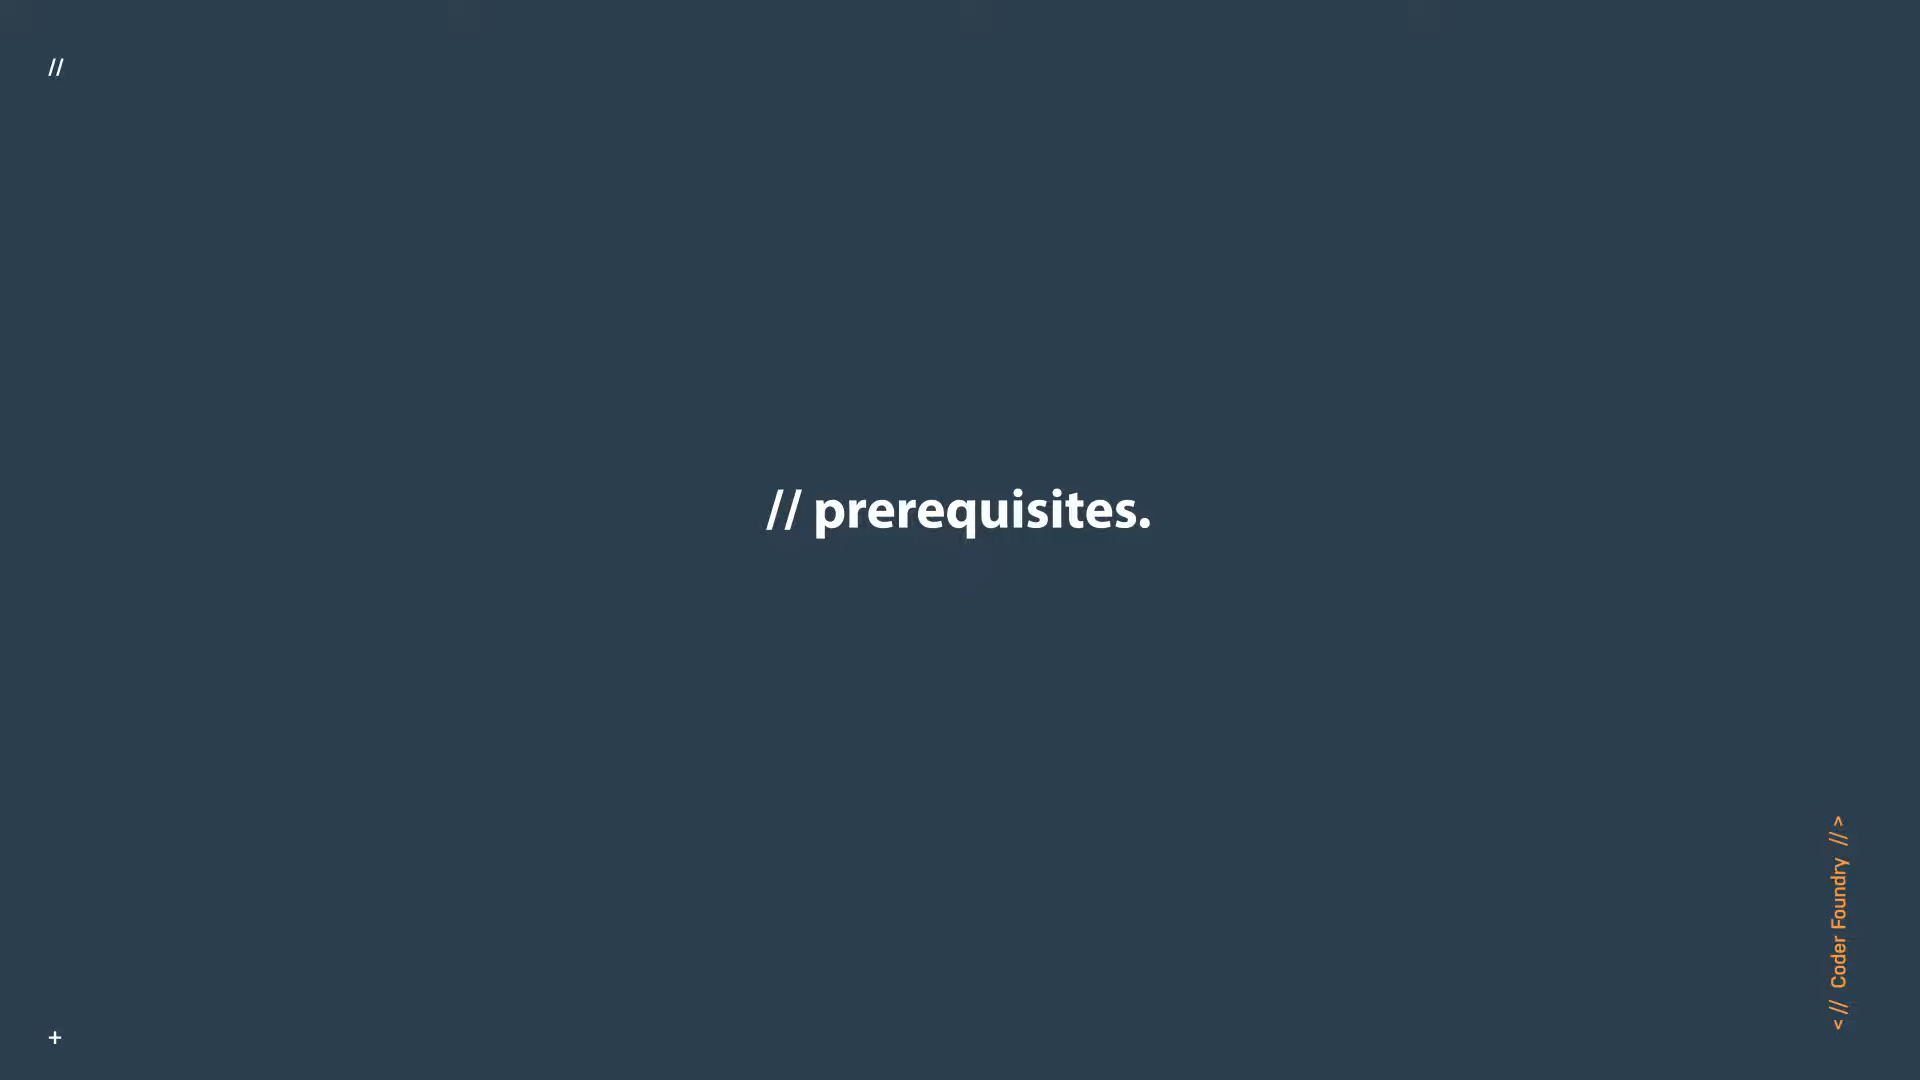 //
// prerequisites.
< // Coder Foundry // >
+